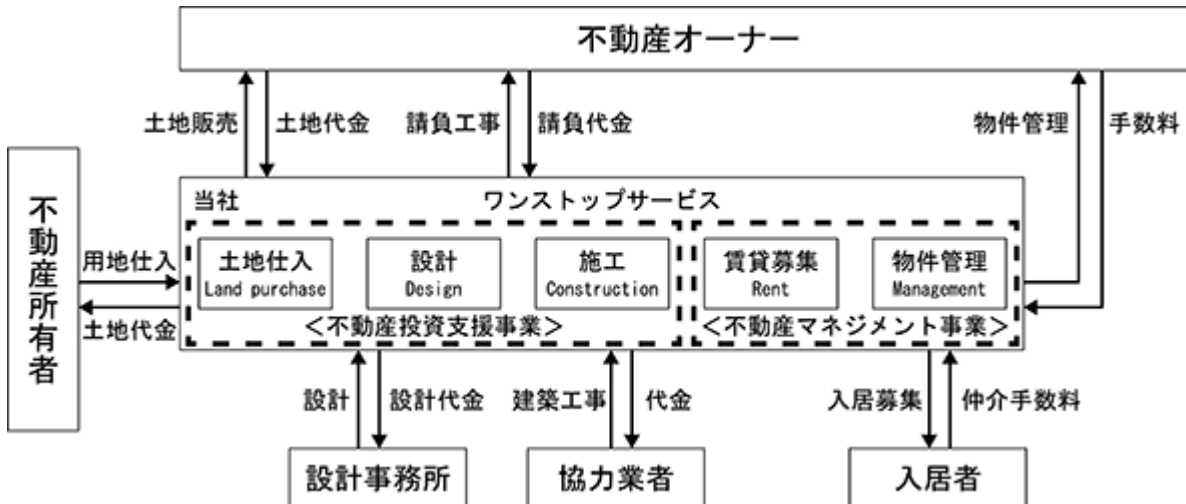 不動産オーナー
土地販売
土地代金
請負工事
請負代金
物件管理
手数料
不動産所有者
用地仕入
土地代金
当社
ワンストップサービス
土地仕入
Land purchase
設計
Design
施工
Construction
賃貸募集
Rent
物件管理
Management
<不動産投資支援事業>
<不動産マネジメント事業>
設計
設計代金
建築工事
代金
入居募集
仲介手数料
設計事務所
協力業者
入居者